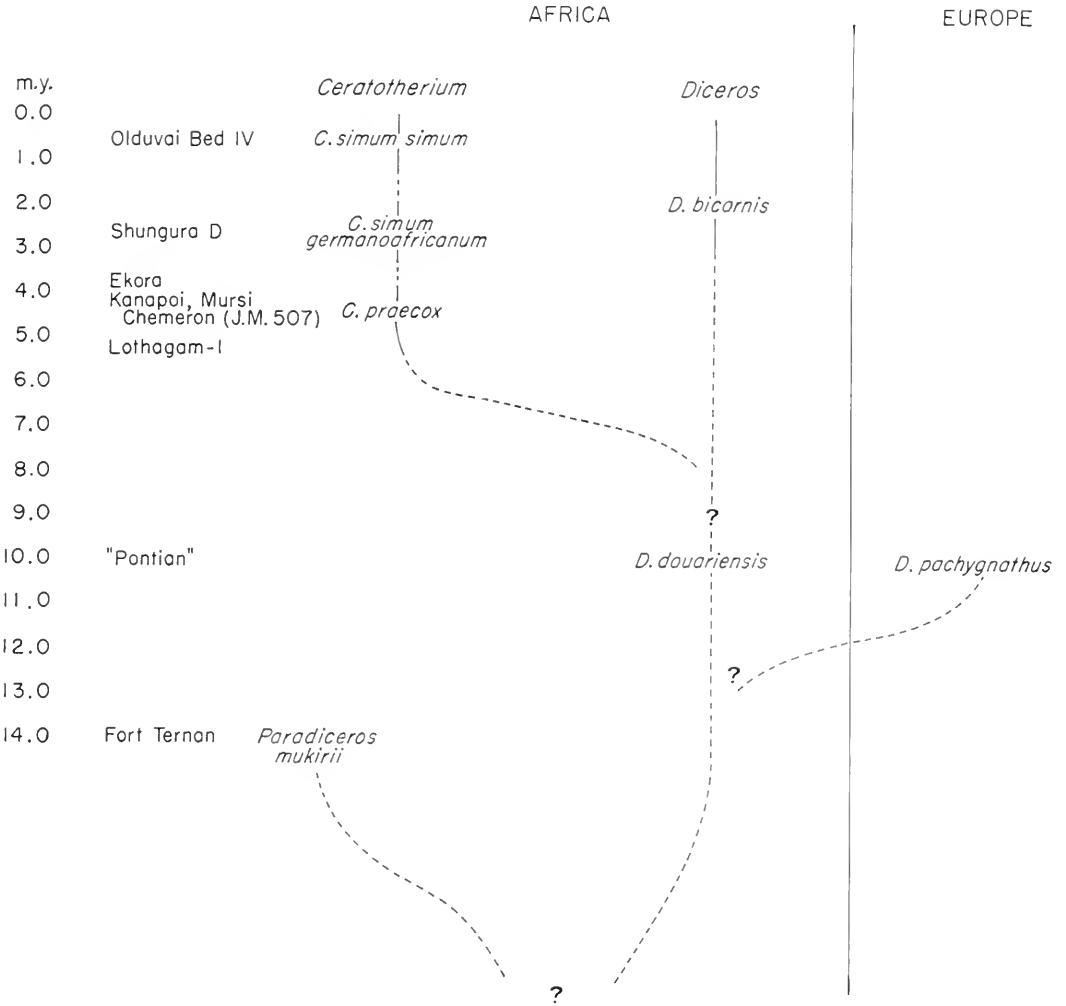 AFRICA EUROPE
m.y. Ceratotherium Diceros
0.0
Olduvai Bed IV C. simum simum
1.0
2.0 D. bicornis
Shungura D C. simum
germanoafricanum
3.0
Ekora
4.0
Kanapoi, Mursi
Chemeron (J.M. 507) C. praecox
5.0
Lothagam-1
6.0
7.0
8.0
9.0 ?
10.0 "Pontian" D. douariensis D. pachygnathus
11.0
12.0
?
13.0
14.0 Fort Ternan Paradiceros
mukirii
?